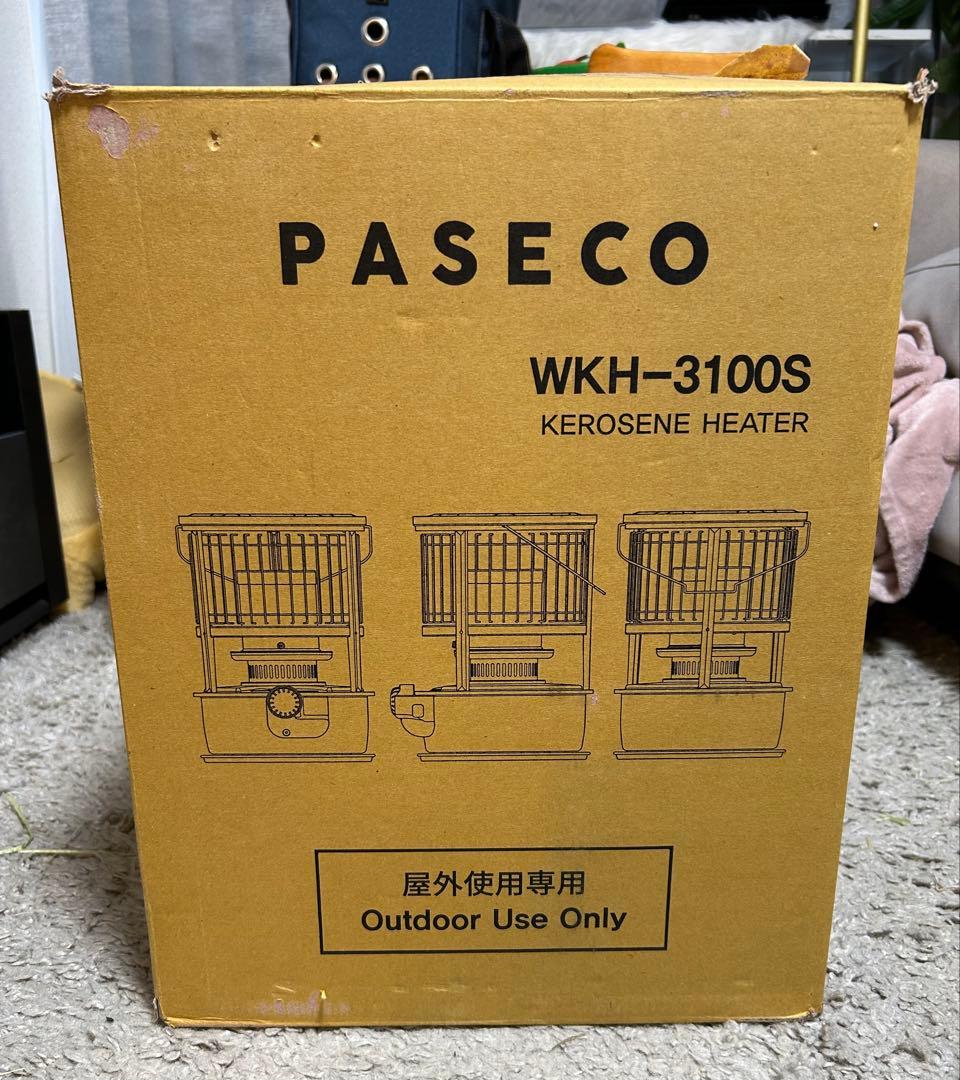 PASECO
WKH-3100S
KEROSENE HEATER
屋外使用専用
Outdoor Use Only